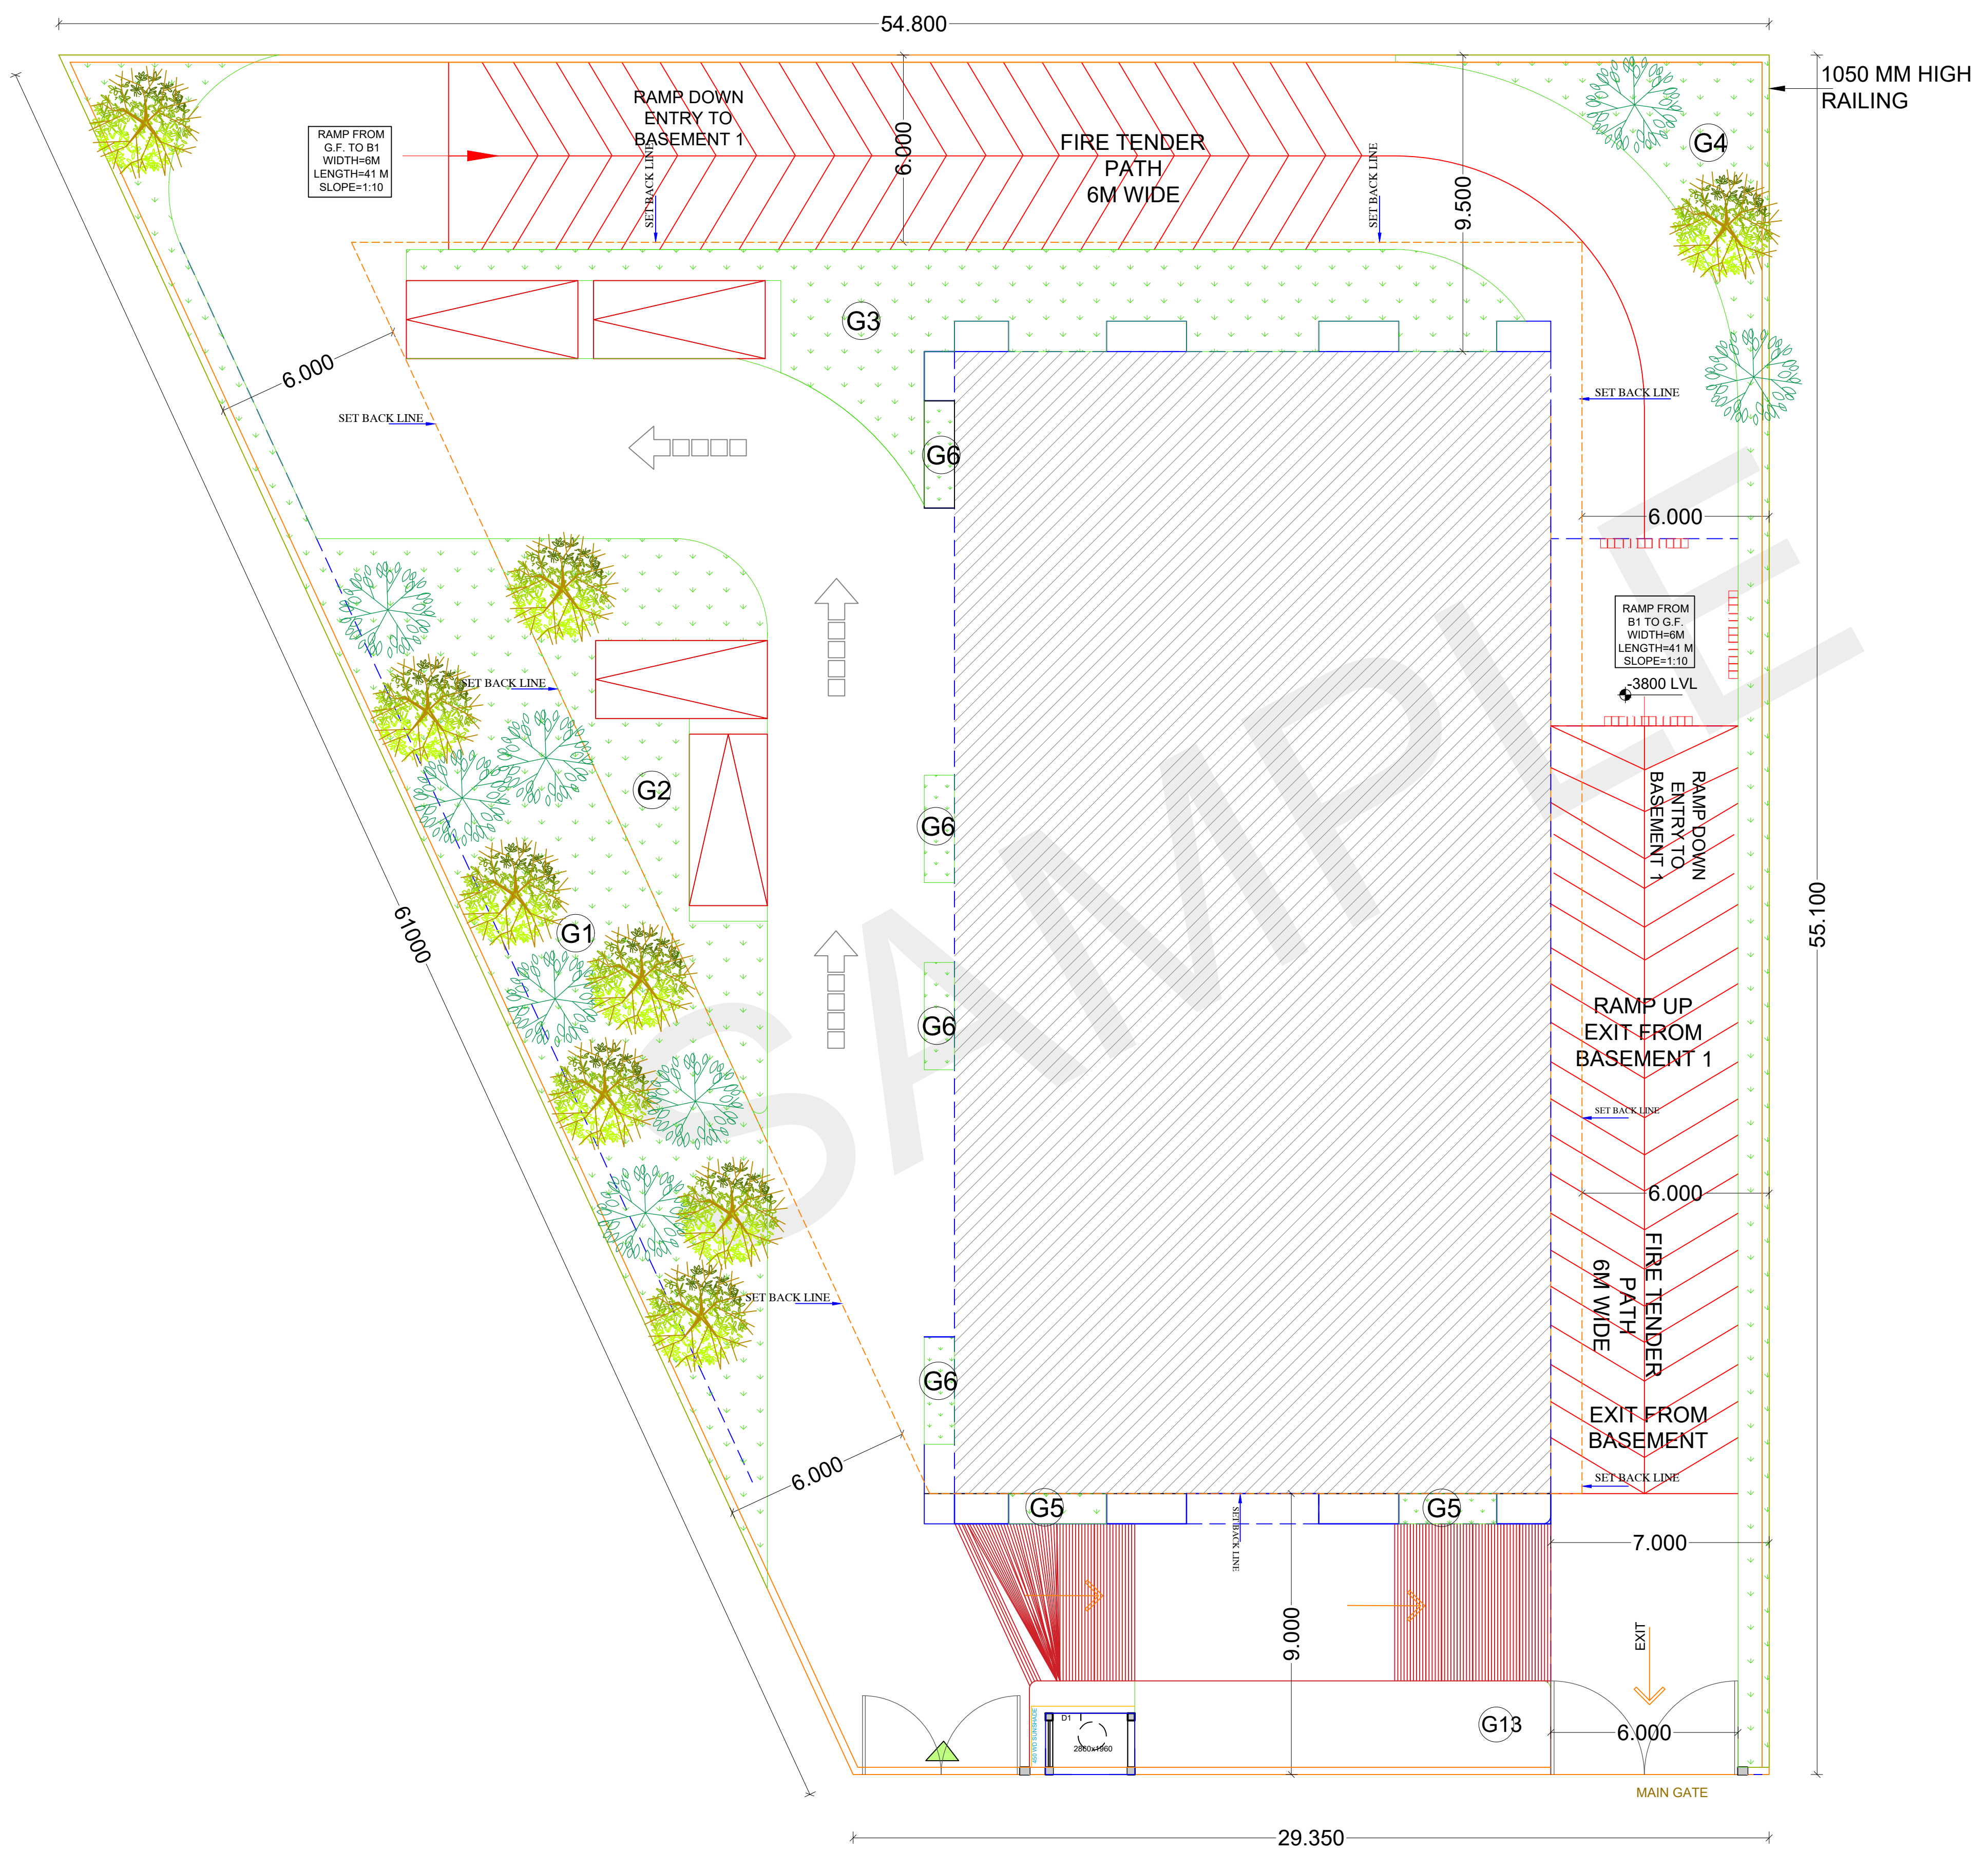 54.800
1050 MM HIGH
RAILING
RAMP DOWN
ENTRY TO
BASEMENT 1
RAMP FROM
G.F. TO B1
WIDTH=6M
LENGTH=41 M
SLOPE=1:10
6.000
FIRE TENDER
PATH
6M WIDE
G4
SET BACK LINE
SET BACK LINE
9.500
G3
6.000
SET BACK LINE
SET BACK LINE
G6
6.000
RAMP FROM
B1 TO G.F.
WIDTH=6M
LENGTH=41 M
SLOPE=1:10
-3800 LVL
SET BACK LINE
G2
G6
RAMP DOWN
ENTRY TO
BASEMENT 1
SAMPLE
61000
G1
55.100
G6
RAMP UP
EXIT FROM
BASEMENT 1
SET BACK LINE
6.000
FIRE TENDER
PATH
6M WIDE
SET BACK LINE
G6
EXIT FROM
BASEMENT
6.000
SET BACK LINE
G5
G5
SET BACK LINE
7.000
9.000
EXIT
450 WD.SUNSHADE
D1
2860x1960
G13
6.000
MAIN GATE
29.350